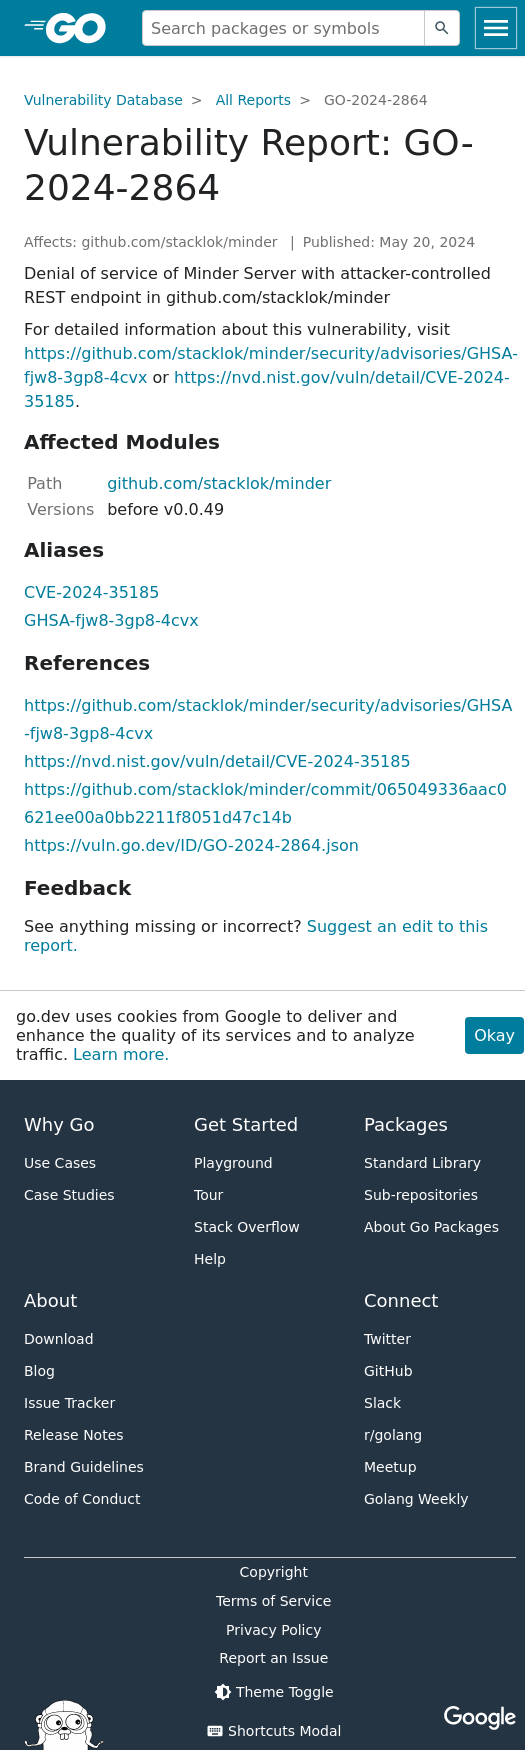 GO
Search packages or symbols
Vulnerability Database > All Reports > GO-2024-2864
Vulnerability Report: GO-
2024-2864
Affects: github.com/stacklok/minder | Published: May 20, 2024
Denial of service of Minder Server with attacker-controlled
REST endpoint in github.com/stacklok/minder
For detailed information about this vulnerability, visit
https://github.com/stacklok/minder/security/advisories/GHSA-
fjw8-3gp8-4cvx or https://nvd.nist.gov/vuln/detail/CVE-2024-
35185.
Affected Modules
Path github.com/stacklok/minder
Versions before v0.0.49
Aliases
CVE-2024-35185
GHSA-fjw8-3gp8-4cvx
References
https://github.com/stacklok/minder/security/advisories/GHSA
-fjw8-3gp8-4cvx
https://nvd.nist.gov/vuln/detail/CVE-2024-35185
https://github.com/stacklok/minder/commit/065049336aac0
621ee00a0bb2211f8051d47c14b
https://vuln.go.dev/ID/GO-2024-2864.json
Feedback
See anything missing or incorrect? Suggest an edit to this
report.
go.dev uses cookies from Google to deliver and
enhance the quality of its services and to analyze
traffic. Learn more.
Okay
Why Go
Use Cases
Case Studies
Get Started
Playground
Tour
Stack Overflow
Help
Packages
Standard Library
Sub-repositories
About Go Packages
About
Download
Blog
Issue Tracker
Release Notes
Brand Guidelines
Code of Conduct
Connect
Twitter
GitHub
Slack
r/golang
Meetup
Golang Weekly
Copyright
Terms of Service
Privacy Policy
Report an Issue
Theme Toggle
Shortcuts Modal
Google